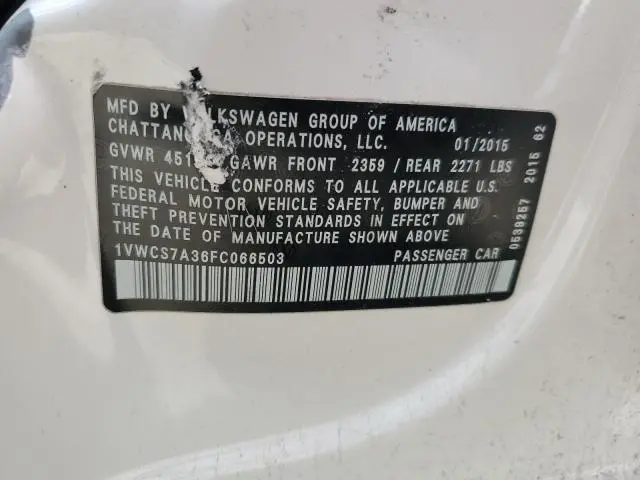 MFD BY VOLKSWAGEN GROUP OF AMERICA
CHATTANOOGA OPERATIONS, LLC. 01/2015
GAWR FRONT 2359 / REAR 2271 LBS
GVWR
THIS VEHICLE CONFORMS TO ALL APPLICABLE U.S.
FEDERAL MOTOR VEHICLE SAFETY, BUMPER AND
THEFT PREVENTION STANDARDS IN EFFECT ON
THE DATE OF MANUFACTURE SHOWN ABOVE
1VWCS7A36FC066503 PASSENGER CAR
0539257 2015 62